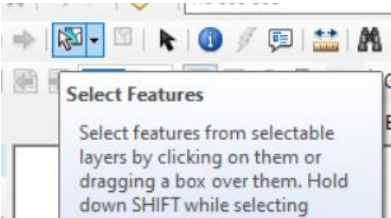 Select Features
Select features from selectable
layers by clicking on them or
dragging a box over them. Hold
down SHIFT while selecting